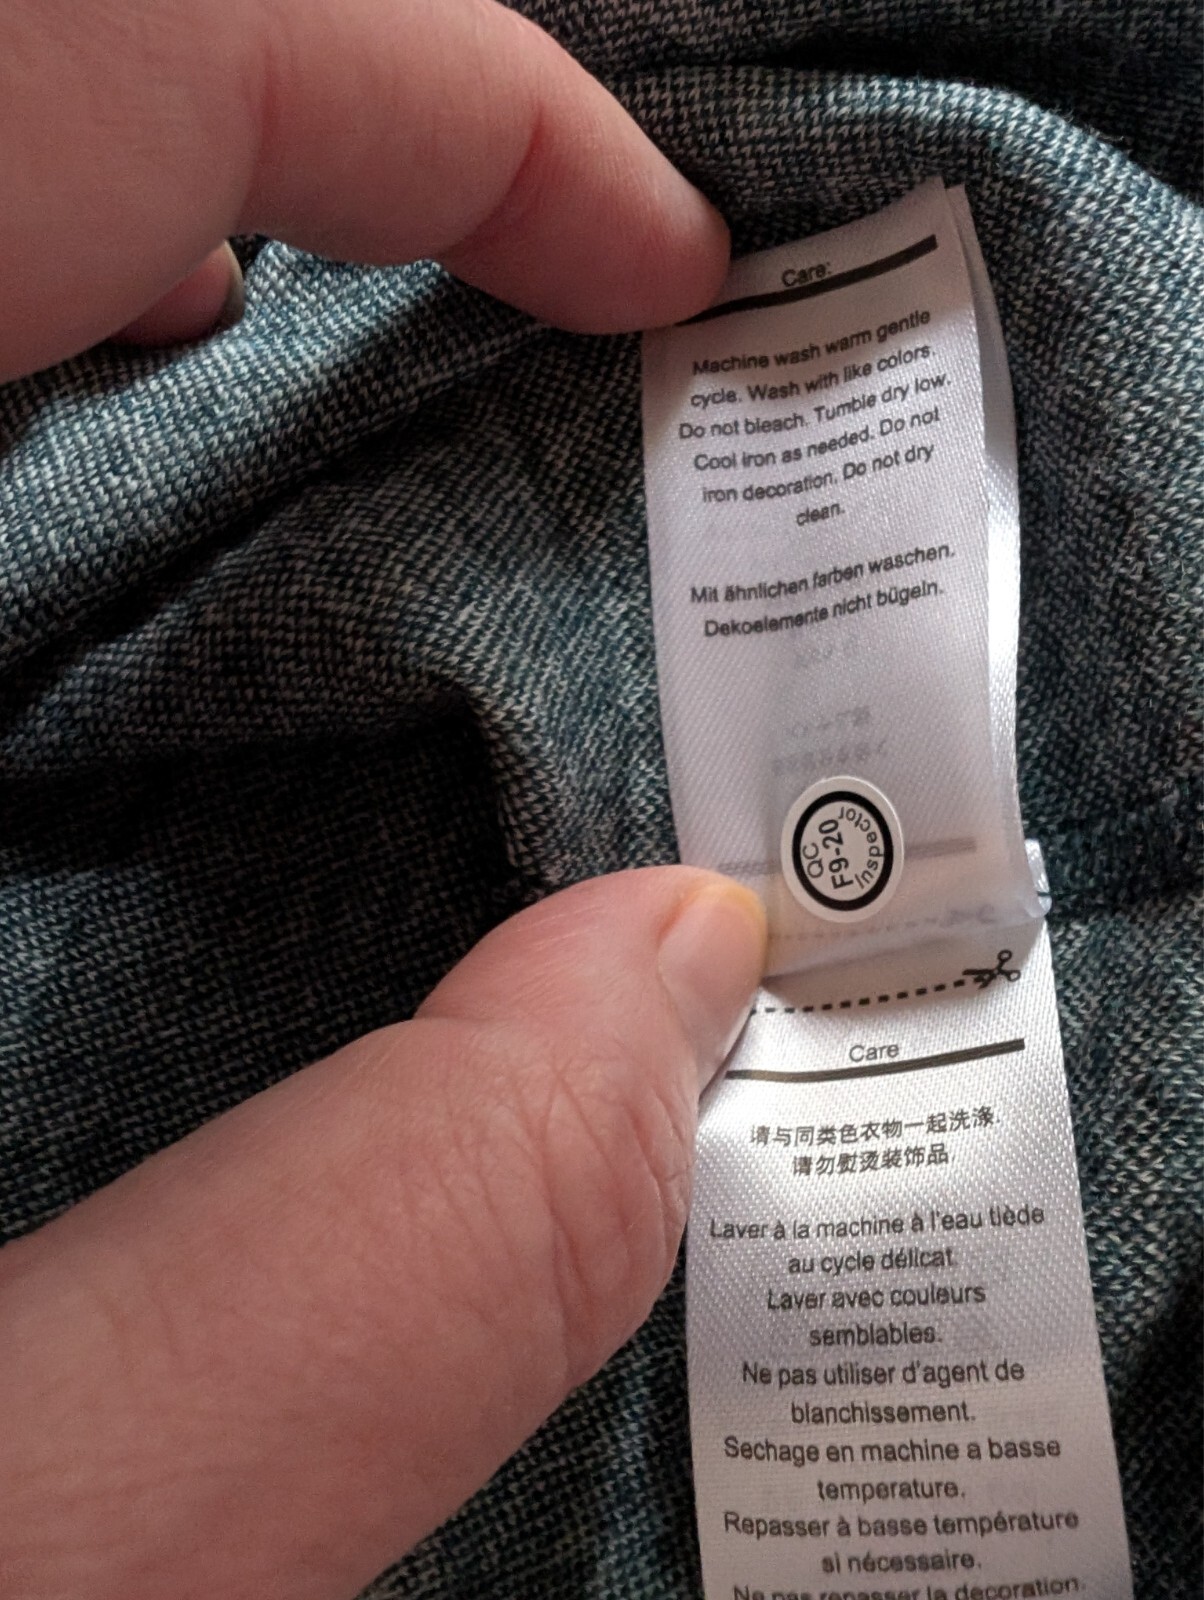 Care:
Machine wash warm gentle
cycle. Wash with like colors.
Do not bleach. Tumble dry low.
Cool iron as needed. Do not
iron decoration. Do not dry
clean.
Mit ähnlichen farben waschen.
Dekoelemente nicht bügeln.
QC
F9-20
Inspector
Care
请与同类色衣物一起洗涤.
请勿熨烫装饰品.
Laver à la machine à l'eau tiède
au cycle délicat
Laver avec couleurs
semblables.
Ne pas utiliser d'agent de
blanchissement.
Sechage en machine a basse
temperature.
Repasser à basse température
si nécessaire.
Ne pas repasser la decoration.